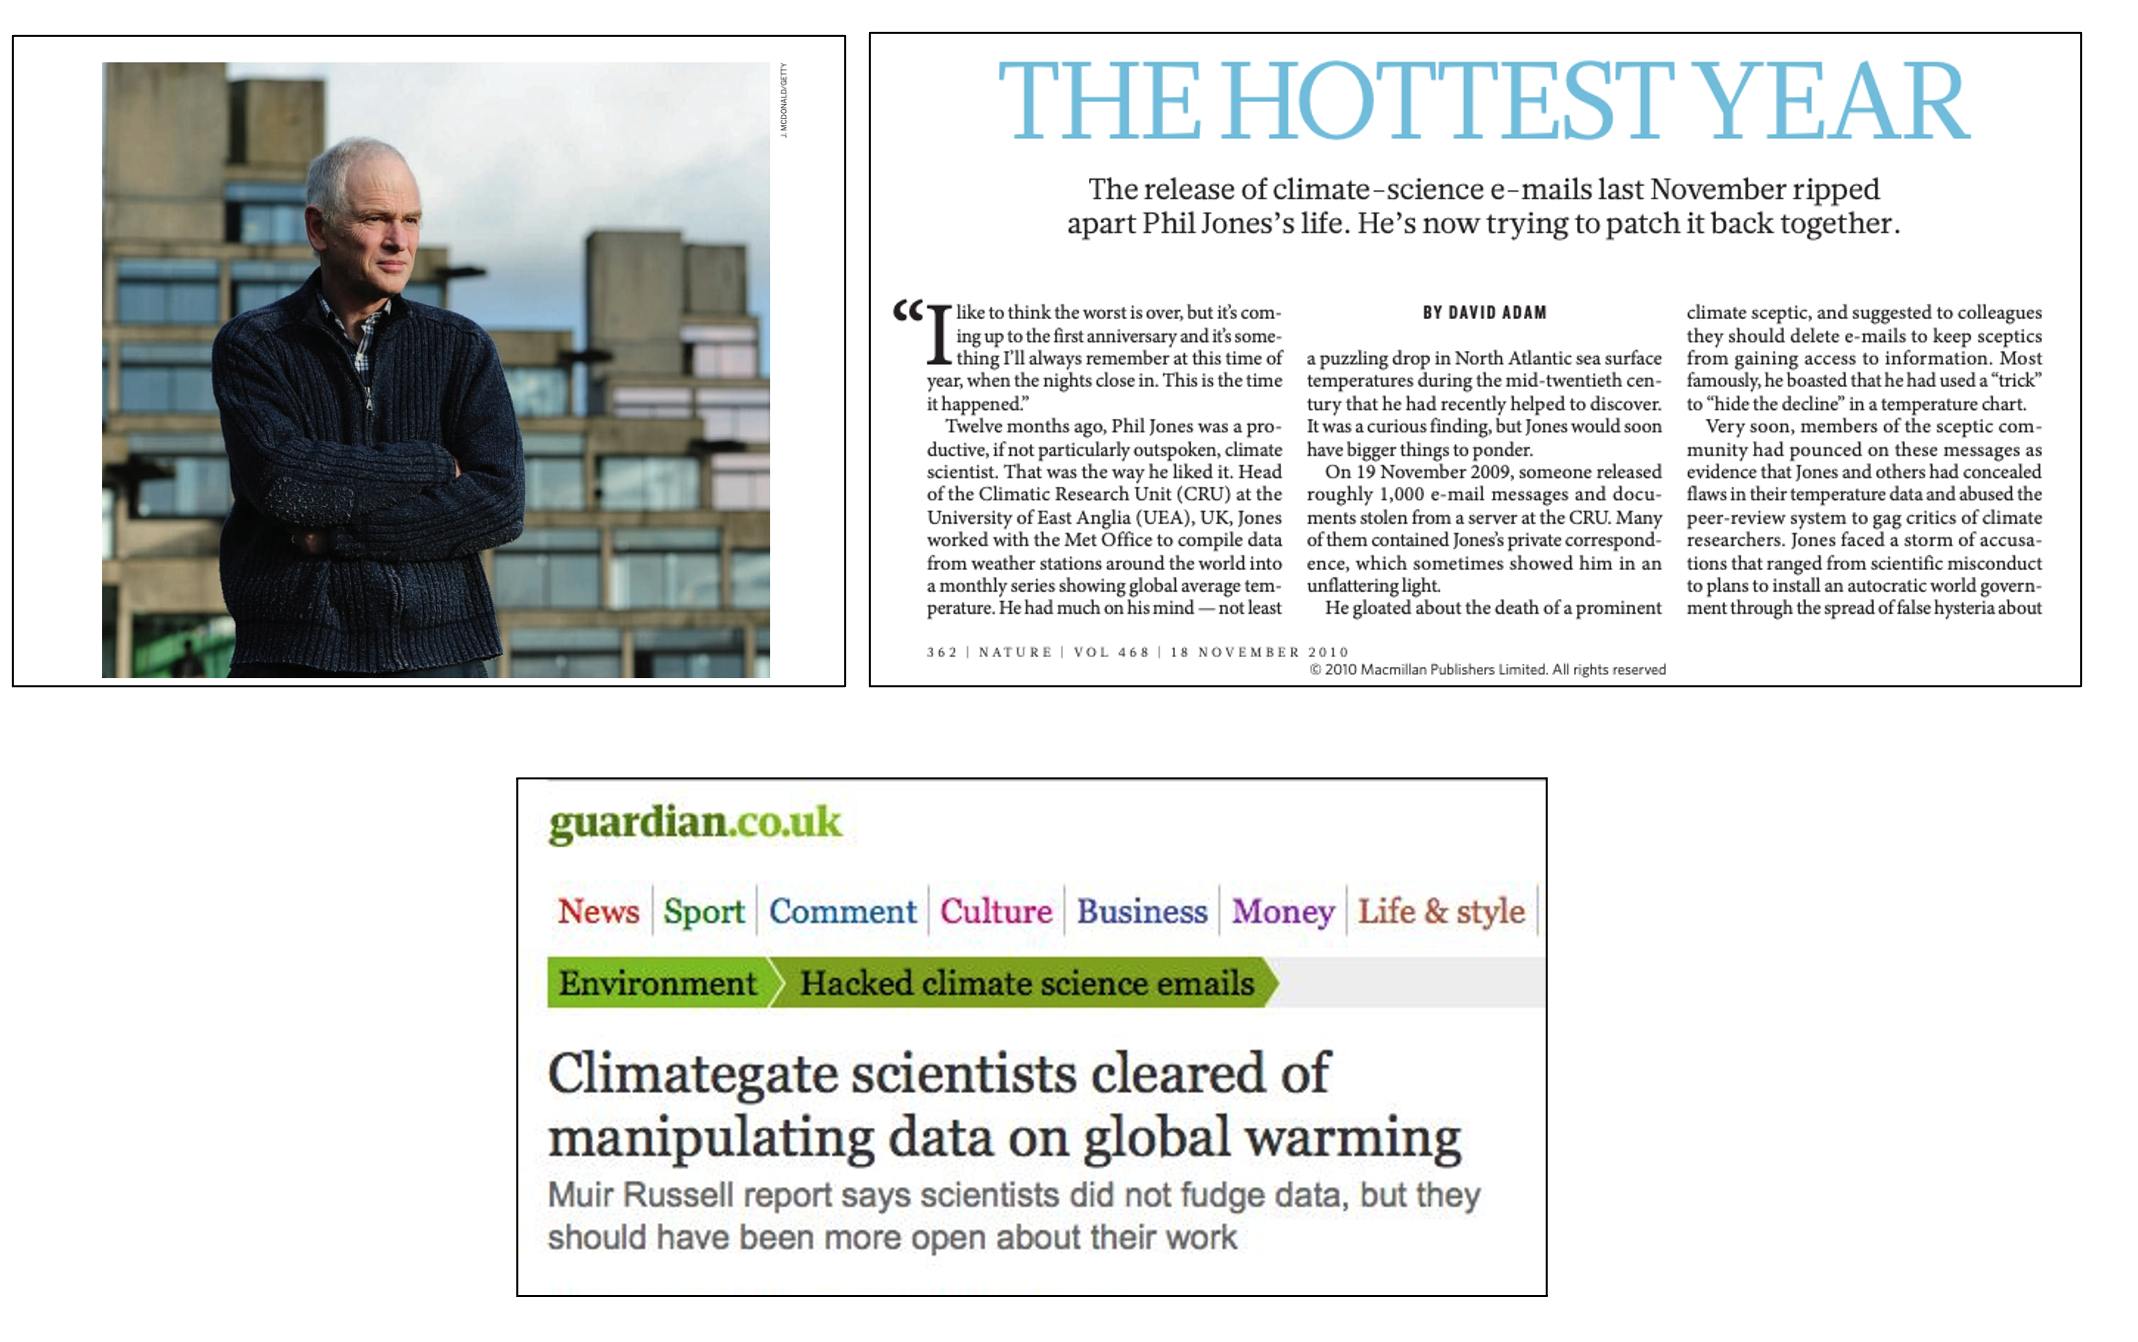 J. MCDONALD/GETTY
THE HOTTEST YEAR
The release of climate-science e-mails last November ripped
apart Phil Jones's life. He's now trying to patch it back together.
“I like to think the worst is over, but it's com-
ing up to the first anniversary and it's some-
thing I'll always remember at this time of
year, when the nights close in. This is the time
it happened.”
Twelve months ago, Phil Jones was a pro-
ductive, if not particularly outspoken, climate
scientist. That was the way he liked it. Head
of the Climatic Research Unit (CRU) at the
University of East Anglia (UEA), UK, Jones
worked with the Met Office to compile data
from weather stations around the world into
a monthly series showing global average tem-
perature. He had much on his mind — not least
BY DAVID ADAM
a puzzling drop in North Atlantic sea surface
temperatures during the mid-twentieth cen-
tury that he had recently helped to discover.
It was a curious finding, but Jones would soon
have bigger things to ponder.
On 19 November 2009, someone released
roughly 1,000 e-mail messages and docu-
ments stolen from a server at the CRU. Many
of them contained Jones's private correspond-
ence, which sometimes showed him in an
unflattering light.
He gloated about the death of a prominent
climate sceptic, and suggested to colleagues
they should delete e-mails to keep sceptics
from gaining access to information. Most
famously, he boasted that he had used a “trick”
to “hide the decline” in a temperature chart.
Very soon, members of the sceptic com-
munity had pounced on these messages as
evidence that Jones and others had concealed
flaws in their temperature data and abused the
peer-review system to gag critics of climate
researchers. Jones faced a storm of accusa-
tions that ranged from scientific misconduct
to plans to install an autocratic world govern-
ment through the spread of false hysteria about
362 | NATURE | VOL 468 | 18 NOVEMBER 2010
© 2010 Macmillan Publishers Limited. All rights reserved
guardian.co.uk
News | Sport | Comment | Culture | Business | Money | Life & style
Environment Hacked climate science emails
Climategate scientists cleared of
manipulating data on global warming
Muir Russell report says scientists did not fudge data, but they
should have been more open about their work